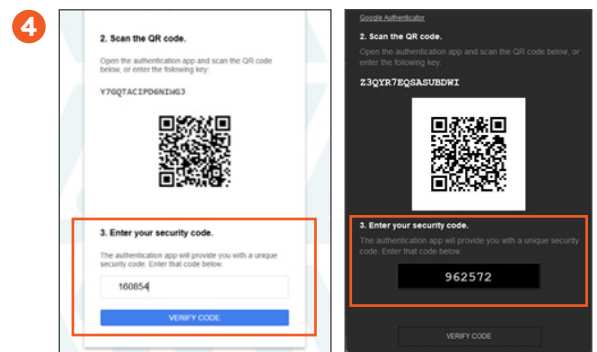 4
2. Scan the QR code.
Open the authentication app and scan the QR code
below, or enter the following key:
Y7GQTACIPD6NIWGJ
3. Enter your security code.
The authentication app will provide you with a unique
security code. Enter that code below.
160854
VERIFY CODE
Google Authenticator
2. Scan the QR code.
Open the authentication app and scan the QR code below, or
enter the following key:
Z3QYR7EQSASUBDWI
3. Enter your security code.
The authentication app will provide you with a unique security
code. Enter that code below
962572
VERIFY CODE